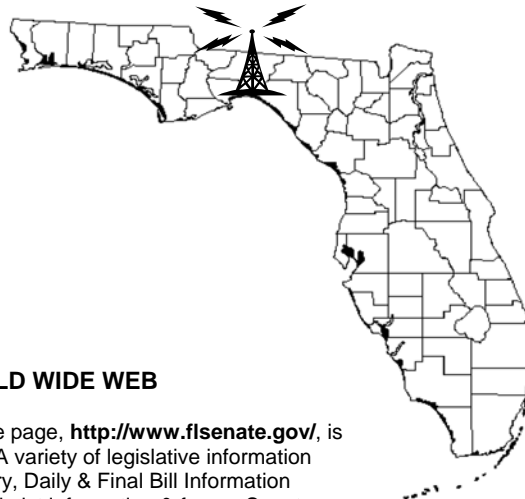 LD WIDE WEB
e page, http://www.flsenate.gov/, is
A variety of legislative information
ry, Daily & Final Bill Information